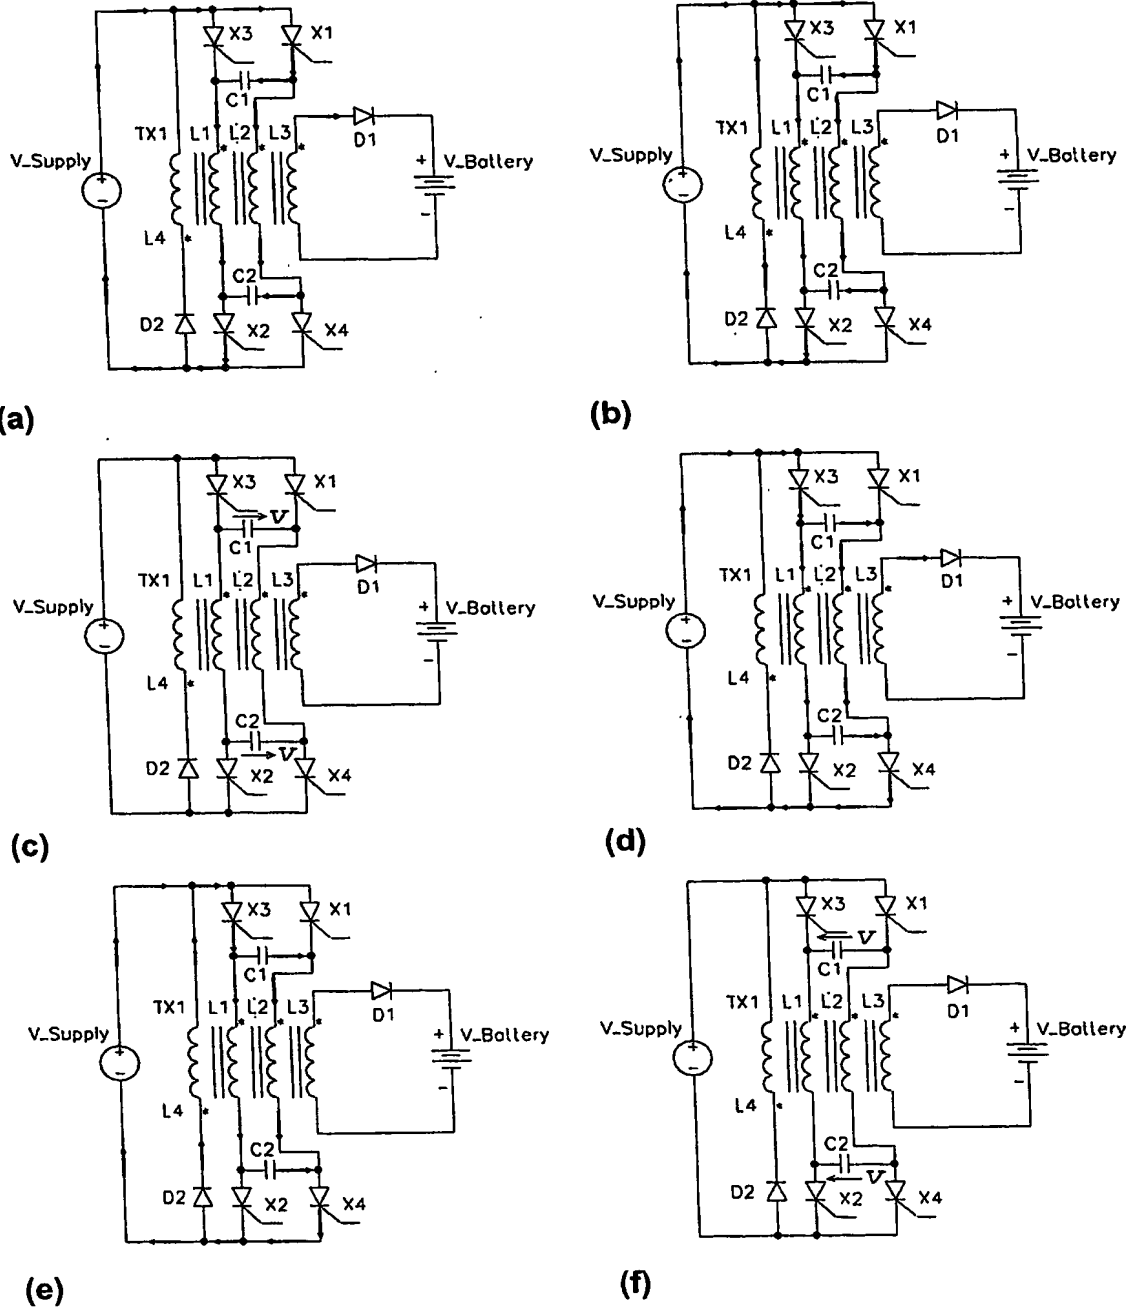 X3 X1
C1
TX1 L1 L2 L3 D1
V_Supply + − + V_Battery −
L4 * * * *
C2
D2 X2 X4
(a)
X3 X1
C1
TX1 L1 L2 L3 D1
V_Supply + − + V_Battery −
L4 * * * *
C2
D2 X2 X4
(b)
X3 X1
V
C1
TX1 L1 L2 L3 D1
V_Supply + − + V_Battery −
L4 * * * *
C2
V
D2 X2 X4
(c)
X3 X1
C1
TX1 L1 L2 L3 D1
V_Supply + − + V_Battery −
L4 * * * *
C2
D2 X2 X4
(d)
X3 X1
C1
TX1 L1 L2 L3 D1
V_Supply + − + V_Battery −
L4 * * * *
C2
D2 X2 X4
(e)
X3 X1
V
C1
TX1 L1 L2 L3 D1
V_Supply + − + V_Battery −
L4 * * * *
C2
V
D2 X2 X4
(f)